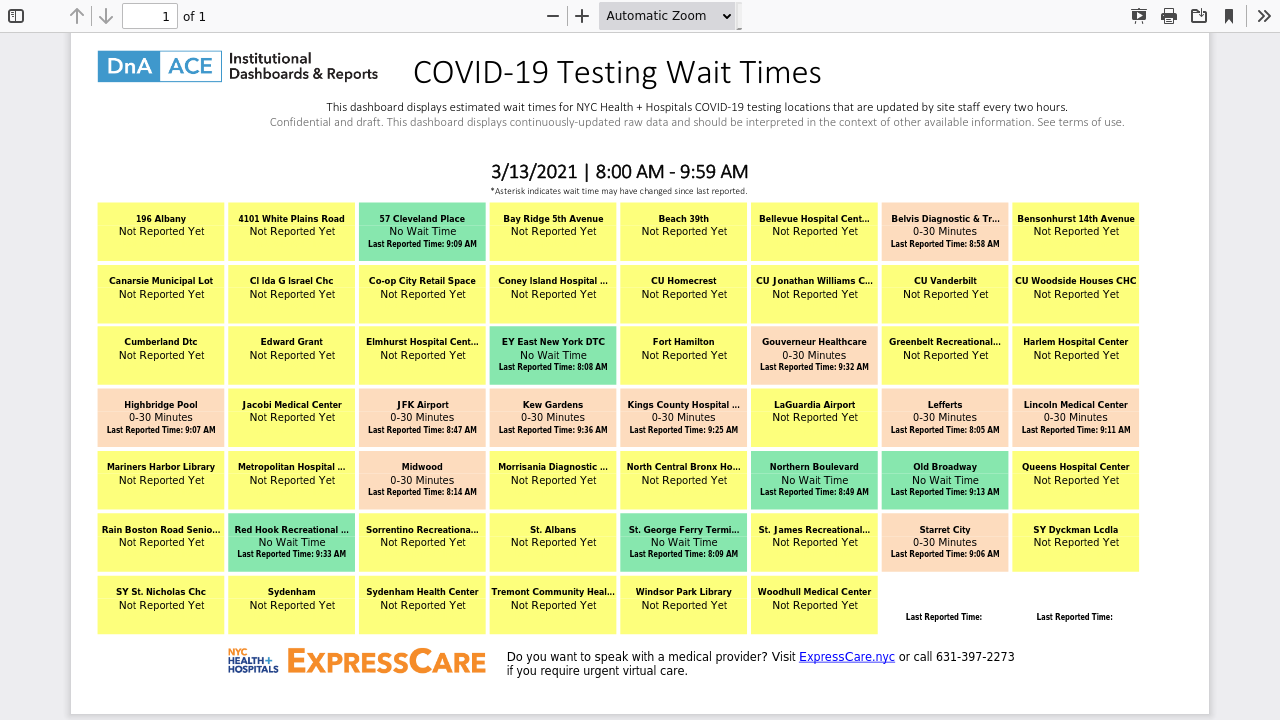 1 of 1
Automatic Zoom
DnA ACE Institutional
Dashboards & Reports
COVID-19 Testing Wait Times
This dashboard displays estimated wait times for NYC Health + Hospitals COVID-19 testing locations that are updated by site staff every two hours.
Confidential and draft. This dashboard displays continuously-updated raw data and should be interpreted in the context of other available information. See terms of use.
3/13/2021 | 8:00 AM - 9:59 AM
*Asterisk indicates wait time may have changed since last reported.
196 Albany
Not Reported Yet
4101 White Plains Road
Not Reported Yet
57 Cleveland Place
No Wait Time
Last Reported Time: 9:09 AM
Bay Ridge 5th Avenue
Not Reported Yet
Beach 39th
Not Reported Yet
Bellevue Hospital Cent...
Not Reported Yet
Belvis Diagnostic & Tr...
0-30 Minutes
Last Reported Time: 8:58 AM
Bensonhurst 14th Avenue
Not Reported Yet
Canarsie Municipal Lot
Not Reported Yet
CI Ida G Israel Chc
Not Reported Yet
Co-op City Retail Space
Not Reported Yet
Coney Island Hospital ...
Not Reported Yet
CU Homecrest
Not Reported Yet
CU Jonathan Williams C...
Not Reported Yet
CU Vanderbilt
Not Reported Yet
CU Woodside Houses CHC
Not Reported Yet
Cumberland Dtc
Not Reported Yet
Edward Grant
Not Reported Yet
Elmhurst Hospital Cent...
Not Reported Yet
EY East New York DTC
No Wait Time
Last Reported Time: 8:08 AM
Fort Hamilton
Not Reported Yet
Gouverneur Healthcare
0-30 Minutes
Last Reported Time: 9:32 AM
Greenbelt Recreational...
Not Reported Yet
Harlem Hospital Center
Not Reported Yet
Highbridge Pool
0-30 Minutes
Last Reported Time: 9:07 AM
Jacobi Medical Center
Not Reported Yet
JFK Airport
0-30 Minutes
Last Reported Time: 8:47 AM
Kew Gardens
0-30 Minutes
Last Reported Time: 9:36 AM
Kings County Hospital ...
0-30 Minutes
Last Reported Time: 9:25 AM
LaGuardia Airport
Not Reported Yet
Lefferts
0-30 Minutes
Last Reported Time: 8:05 AM
Lincoln Medical Center
0-30 Minutes
Last Reported Time: 9:11 AM
Mariners Harbor Library
Not Reported Yet
Metropolitan Hospital ...
Not Reported Yet
Midwood
0-30 Minutes
Last Reported Time: 8:14 AM
Morrisania Diagnostic ...
Not Reported Yet
North Central Bronx Ho...
Not Reported Yet
Northern Boulevard
No Wait Time
Last Reported Time: 8:49 AM
Old Broadway
No Wait Time
Last Reported Time: 9:13 AM
Queens Hospital Center
Not Reported Yet
Rain Boston Road Senio...
Not Reported Yet
Red Hook Recreational ...
No Wait Time
Last Reported Time: 9:33 AM
Sorrentino Recreationa...
Not Reported Yet
St. Albans
Not Reported Yet
St. George Ferry Termi...
No Wait Time
Last Reported Time: 8:09 AM
St. James Recreational...
Not Reported Yet
Starret City
0-30 Minutes
Last Reported Time: 9:06 AM
SY Dyckman Lcdla
Not Reported Yet
SY St. Nicholas Chc
Not Reported Yet
Sydenham
Not Reported Yet
Sydenham Health Center
Not Reported Yet
Tremont Community Heal...
Not Reported Yet
Windsor Park Library
Not Reported Yet
Woodhull Medical Center
Not Reported Yet
Last Reported Time:
Last Reported Time:
NYC
HEALTH+
HOSPITALS
EXPRESSCARE
Do you want to speak with a medical provider? Visit ExpressCare.nyc or call 631-397-2273
if you require urgent virtual care.